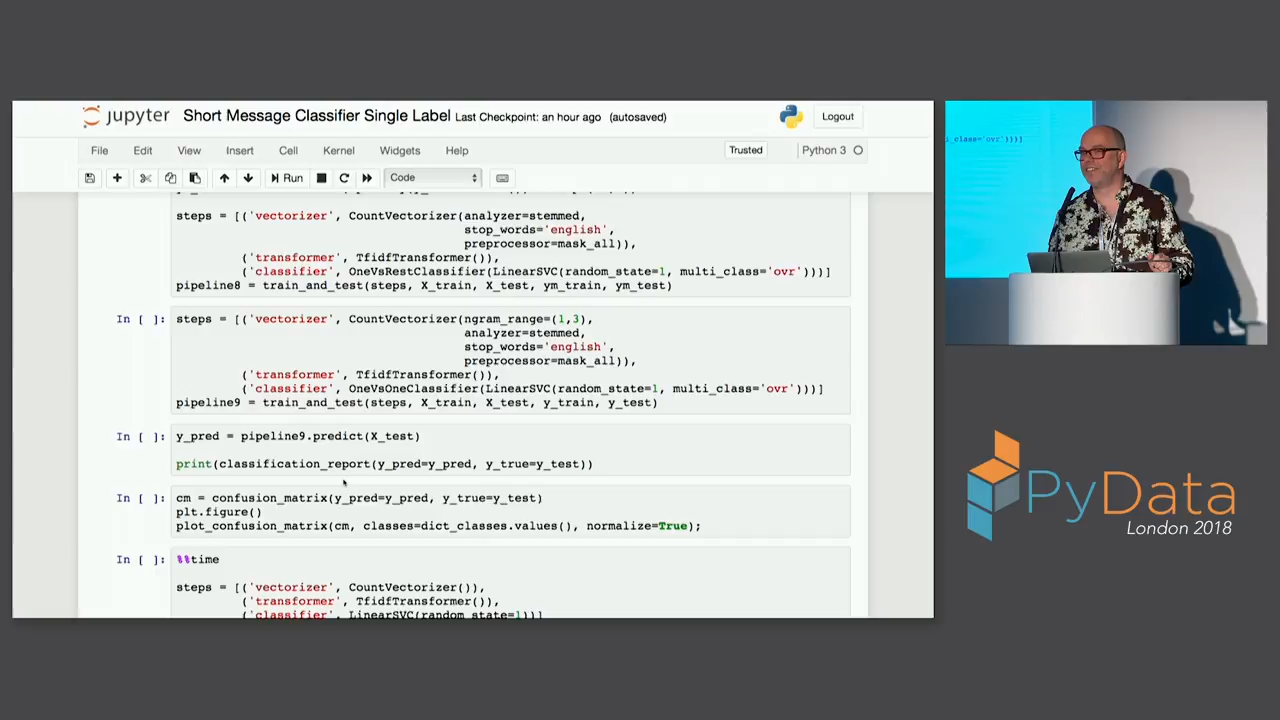 jupyter Short Message Classifier Single Label Last Checkpoint: an hour ago (autosaved) Logout
File Edit View Insert Cell Kernel Widgets Help Trusted Python 3
Run Code
steps = [('vectorizer', CountVectorizer(analyzer=stemmed,
stop_words='english',
preprocessor=mask_all)),
('transformer', TfidfTransformer()),
('classifier', OneVsRestClassifier(LinearSVC(random_state=1, multi_class='ovr')))]
pipeline8 = train_and_test(steps, X_train, X_test, ym_train, ym_test)
In [ ]: steps = [('vectorizer', CountVectorizer(ngram_range=(1,3),
analyzer=stemmed,
stop_words='english',
preprocessor=mask_all)),
('transformer', TfidfTransformer()),
('classifier', OneVsOneClassifier(LinearSVC(random_state=1, multi_class='ovr')))]
pipeline9 = train_and_test(steps, X_train, X_test, y_train, y_test)
In [ ]: y_pred = pipeline9.predict(X_test)
print(classification_report(y_pred=y_pred, y_true=y_test))
In [ ]: cm = confusion_matrix(y_pred=y_pred, y_true=y_test)
plt.figure()
plot_confusion_matrix(cm, classes=dict_classes.values(), normalize=True);
In [ ]: %%time
steps = [('vectorizer', CountVectorizer()),
('transformer', TfidfTransformer()),
('classifier', LinearSVC(random_state=1))]
i_class='ovr')))]
PyData
London 2018